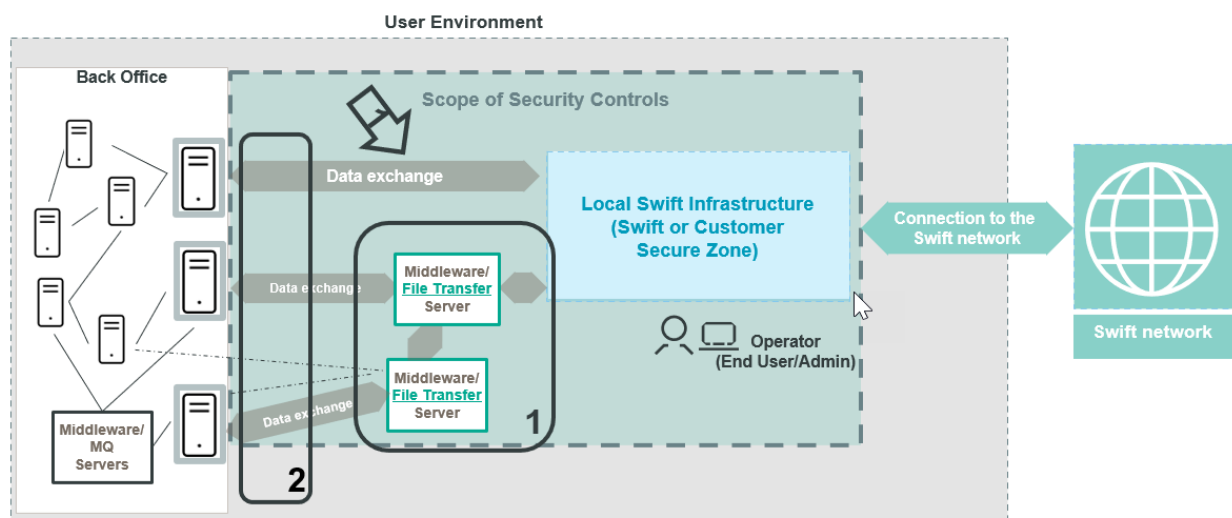 User Environment
Back Office
Scope of Security Controls
Data exchange
Local Swift Infrastructure
(Swift or Customer
Secure Zone)
Connection to the
Swift network
Middleware/
File Transfer
Server
Data exchange
Swift network
Operator
(End User/Admin)
Middleware/
File Transfer
Server
Data exchange
1
Middleware/
MQ
Servers
2